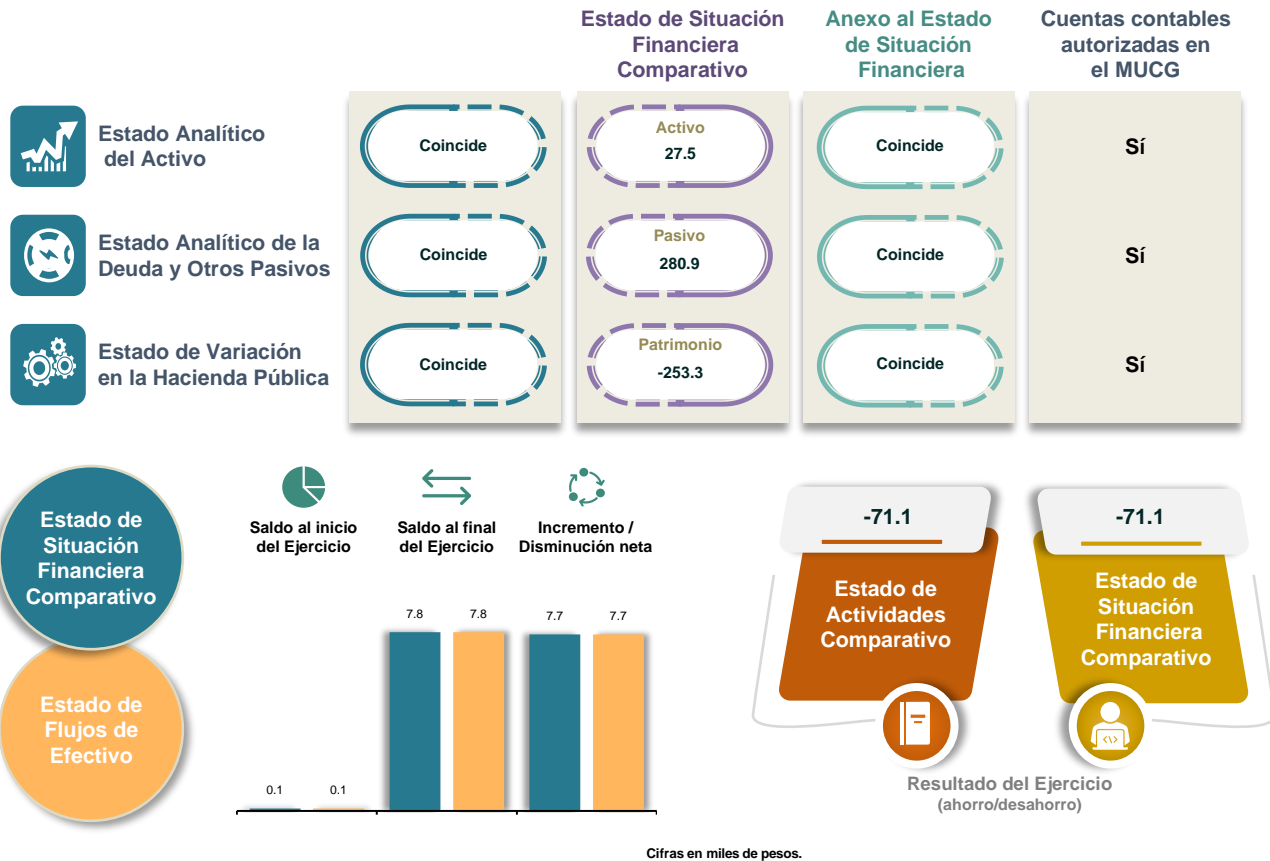 Estado de Situación
Financiera
Comparativo
Anexo al Estado
de Situación
Financiera
Cuentas contables
autorizadas en
el MUCG
Estado Analítico
del Activo
Coincide
Activo
27.5
Coincide
Sí
Estado Analítico de la
Deuda y Otros Pasivos
Coincide
Pasivo
280.9
Coincide
Sí
Estado de Variación
en la Hacienda Pública
Coincide
Patrimonio
-253.3
Coincide
Sí
Estado de
Situación
Financiera
Comparativo
Estado de
Flujos de
Efectivo
Saldo al inicio
del Ejercicio
Saldo al final
del Ejercicio
Incremento /
Disminución neta
0.1
0.1
7.8
7.8
7.7
7.7
-71.1
Estado de
Actividades
Comparativo
-71.1
Estado de
Situación
Financiera
Comparativo
Resultado del Ejercicio
(ahorro/desahorro)
Cifras en miles de pesos.